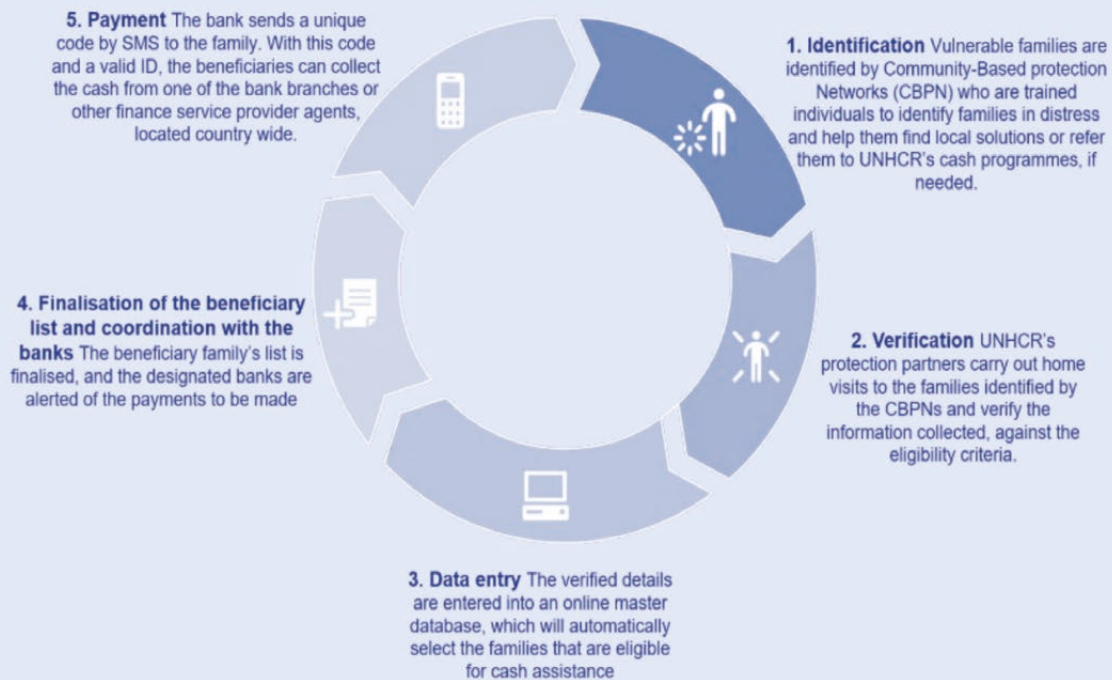 1. Identification Vulnerable families are
identified by Community-Based protection
Networks (CBPN) who are trained
individuals to identify families in distress
and help them find local solutions or refer
them to UNHCR's cash programmes, if
needed.
2. Verification UNHCR's
protection partners carry out home
visits to the families identified by
the CBPNs and verify the
information collected, against the
eligibility criteria.
3. Data entry The verified details
are entered into an online master
database, which will automatically
select the families that are eligible
for cash assistance
4. Finalisation of the beneficiary
list and coordination with the
banks The beneficiary family's list is
finalised, and the designated banks are
alerted of the payments to be made
5. Payment The bank sends a unique
code by SMS to the family. With this code
and a valid ID, the beneficiaries can collect
the cash from one of the bank branches or
other finance service provider agents,
located country wide.